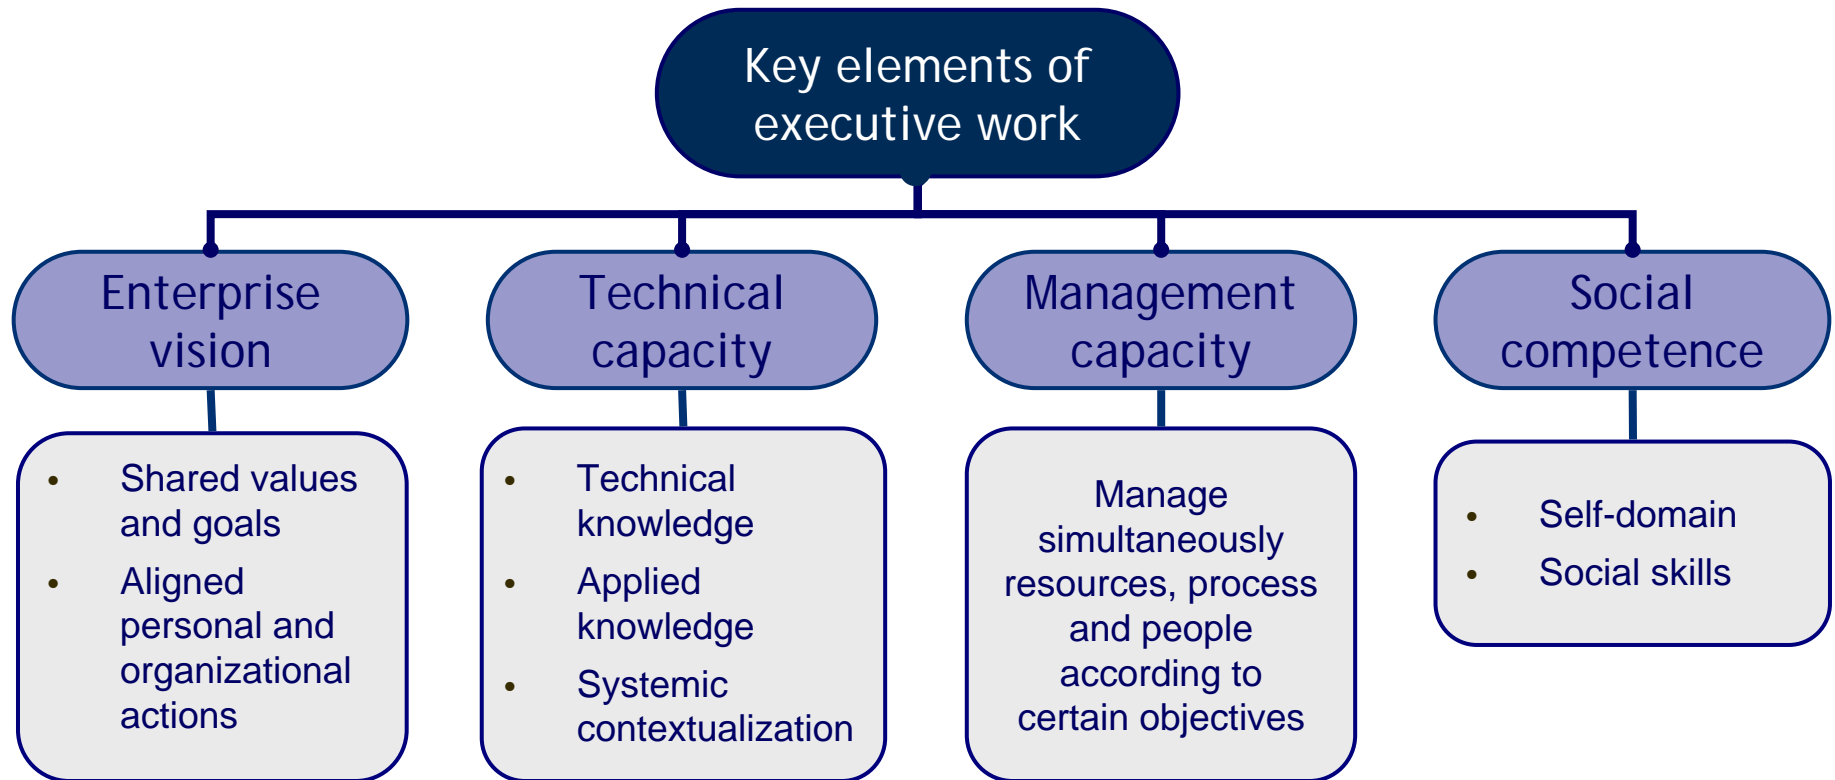 Key elements of
executive work
Enterprise
vision
• Shared values
and goals
• Aligned
personal and
organizational
actions
Technical
capacity
• Technical
knowledge
• Applied
knowledge
• Systemic
contextualization
Management
capacity
Manage
simultaneously
resources, process
and people
according to
certain objectives
Social
competence
• Self-domain
• Social skills